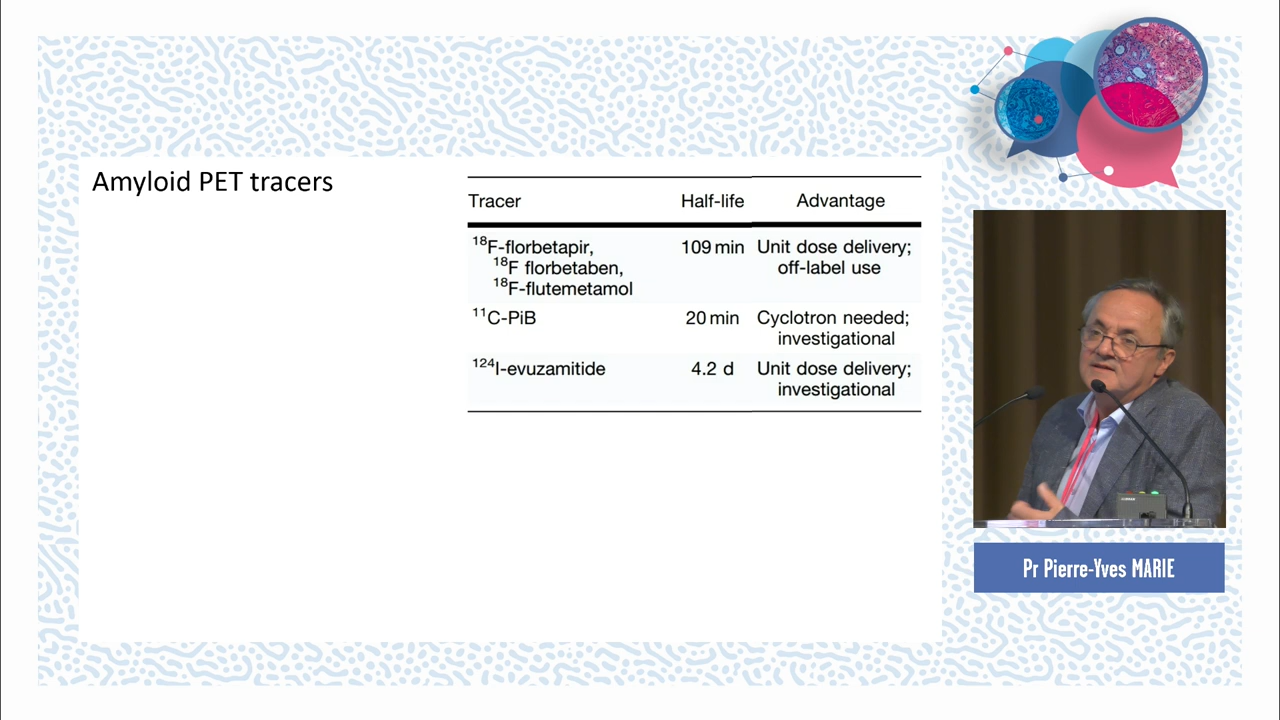 Amyloid PET tracers
Tracer Half-life Advantage
¹⁸F-florbetapir, 109 min Unit dose delivery;
¹⁸F florbetaben, off-label use
¹⁸F-flutemetamol
¹¹C-PiB 20 min Cyclotron needed;
investigational
¹²⁴I-evuzamitide 4.2 d Unit dose delivery;
investigational
Pr Pierre-Yves MARIE